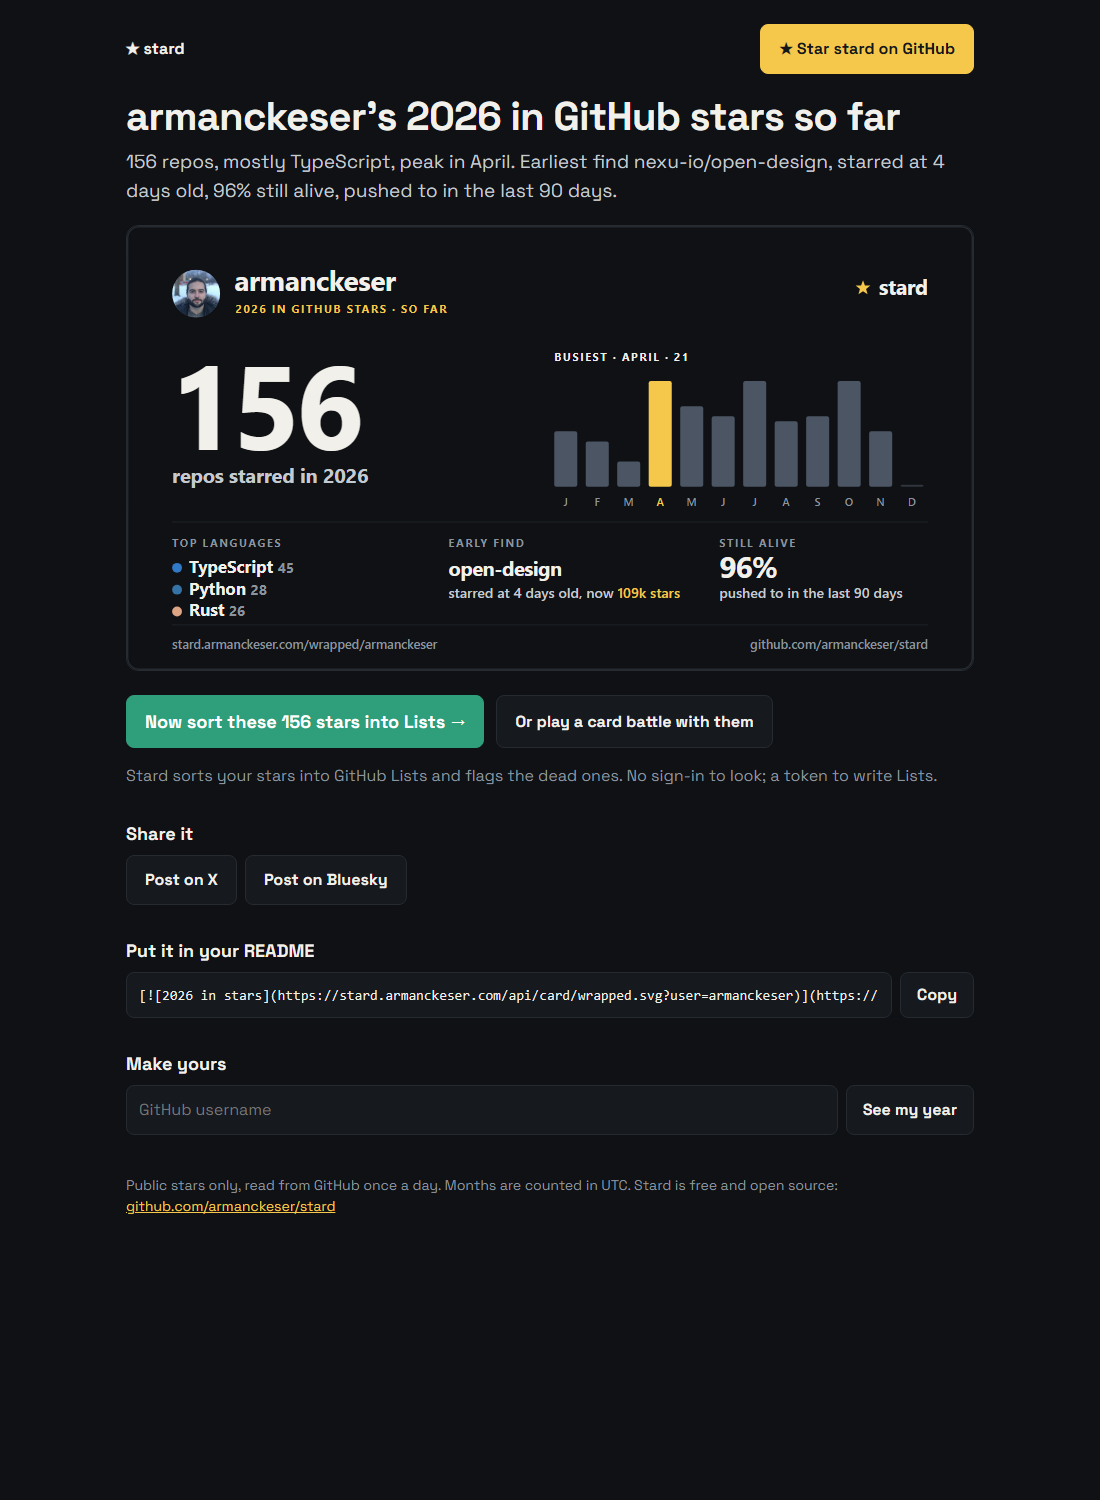 ★ stard
★ Star stard on GitHub
armanckeser's 2026 in GitHub stars so far
156 repos, mostly TypeScript, peak in April. Earliest find nexu-io/open-design, starred at 4
days old, 96% still alive, pushed to in the last 90 days.
armanckeser
2026 IN GITHUB STARS · SO FAR
★ stard
156
repos starred in 2026
BUSIEST · APRIL · 21
J F M A M J J A S O N D
TOP LANGUAGES
TypeScript 45
Python 28
Rust 26
EARLY FIND
open-design
starred at 4 days old, now 109k stars
STILL ALIVE
96%
pushed to in the last 90 days
stard.armanckeser.com/wrapped/armanckeser
github.com/armanckeser/stard
Now sort these 156 stars into Lists →
Or play a card battle with them
Stard sorts your stars into GitHub Lists and flags the dead ones. No sign-in to look; a token to write Lists.
Share it
Post on X
Post on Bluesky
Put it in your README
[![2026 in stars](https://stard.armanckeser.com/api/card/wrapped.svg?user=armanckeser)](https://
Copy
Make yours
GitHub username
See my year
Public stars only, read from GitHub once a day. Months are counted in UTC. Stard is free and open source:
github.com/armanckeser/stard